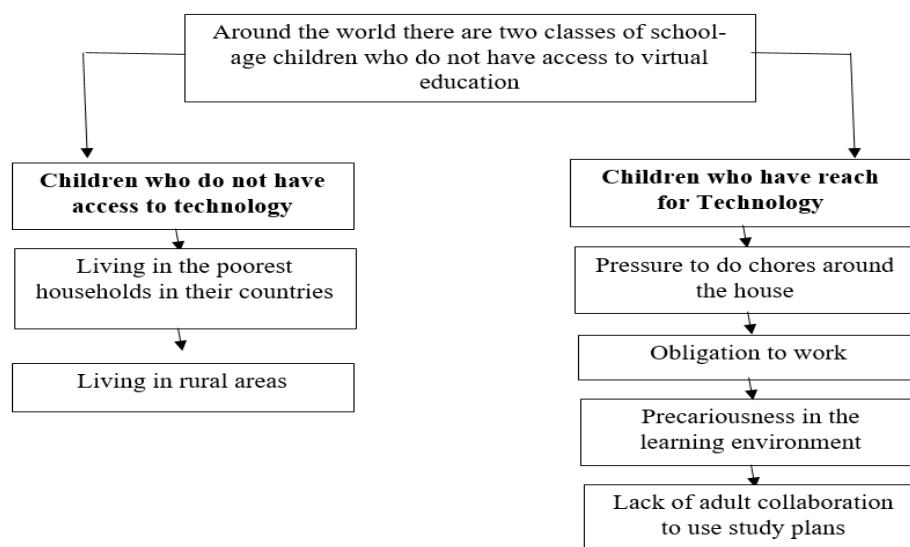 Around the world there are two classes of school-
age children who do not have access to virtual
education
Children who do not have
access to technology
Living in the poorest
households in their countries
Living in rural areas
Children who have reach
for Technology
Pressure to do chores around
the house
Obligation to work
Precariousness in the
learning environment
Lack of adult collaboration
to use study plans